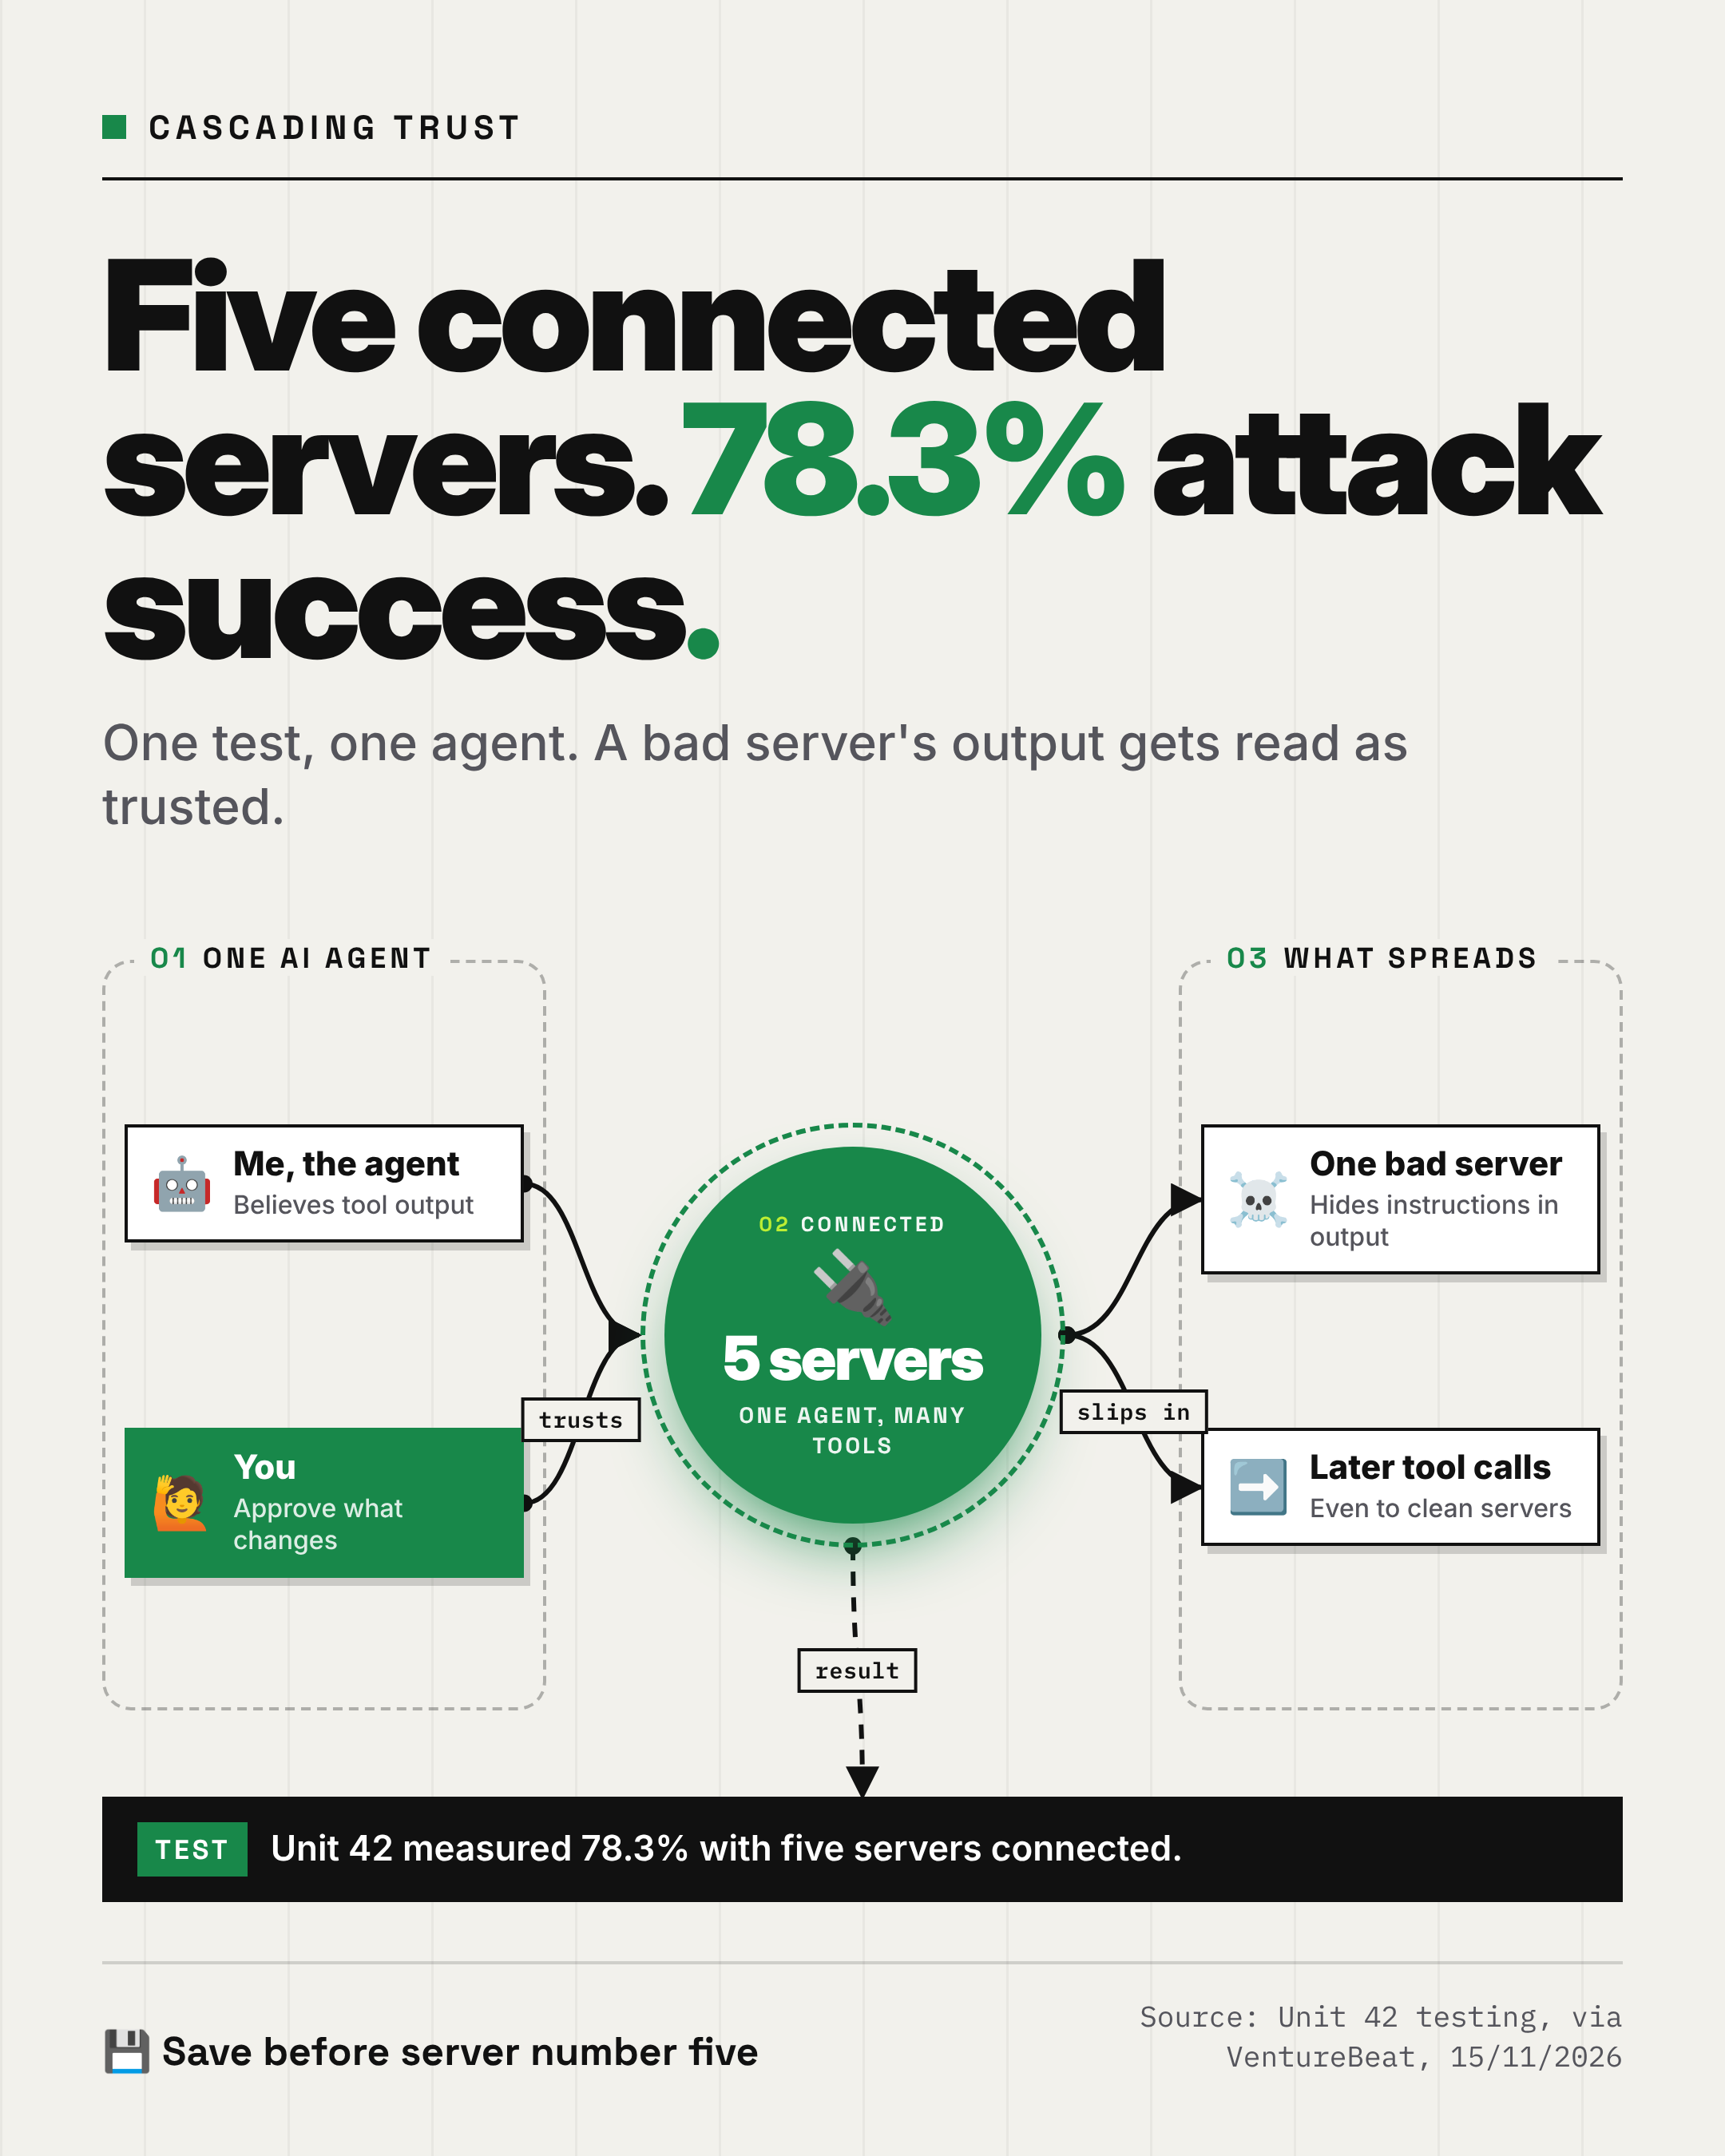 CASCADING TRUST
Five connected
servers. 78.3% attack
success.
One test, one agent. A bad server's output gets read as
trusted.
01 ONE AI AGENT
Me, the agent
Believes tool output
You
Approve what
changes
trusts
02 CONNECTED
5 servers
ONE AGENT, MANY
TOOLS
slips in
result
03 WHAT SPREADS
One bad server
Hides instructions in
output
Later tool calls
Even to clean servers
TEST Unit 42 measured 78.3% with five servers connected.
Save before server number five
Source: Unit 42 testing, via
VentureBeat, 15/11/2026